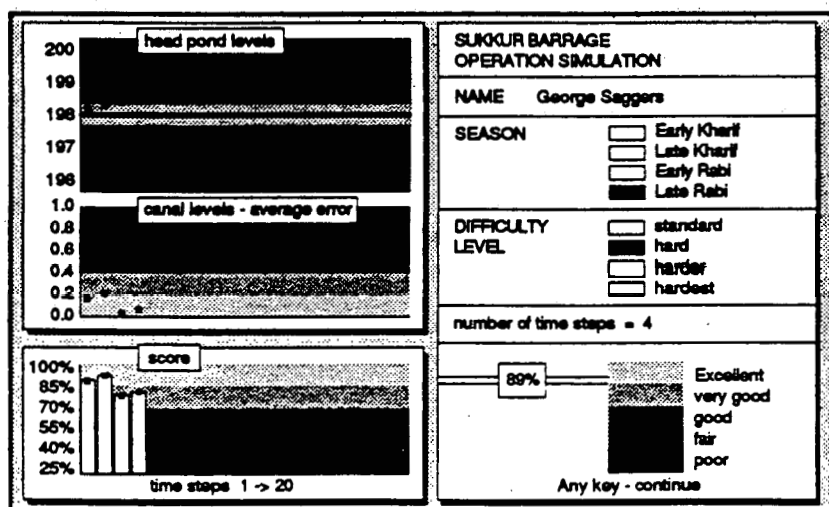 head pond levels
200
199
198
197
196
canal levels - average error
1.0
0.8
0.6
0.4
0.2
0.0
score
100%
85%
70%
55%
40%
25%
time steps 1 -> 20
SUKKUR BARRAGE
OPERATION SIMULATION
NAME George Saggers
SEASON
Early Kharif
Late Kharif
Early Rabi
Late Rabi
DIFFICULTY
LEVEL
standard
hard
harder
hardest
number of time steps = 4
89%
Excellent
very good
good
fair
poor
Any key - continue